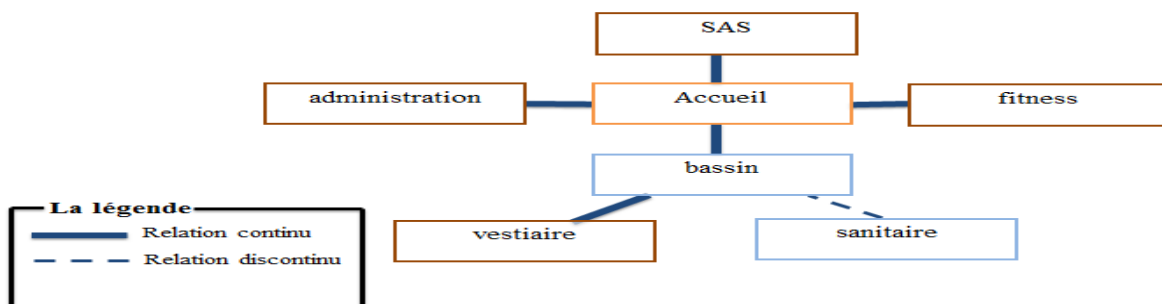 SAS
administration
Accueil
fitness
bassin
La légende
Relation continu
Relation discontinu
vestiaire
sanitaire